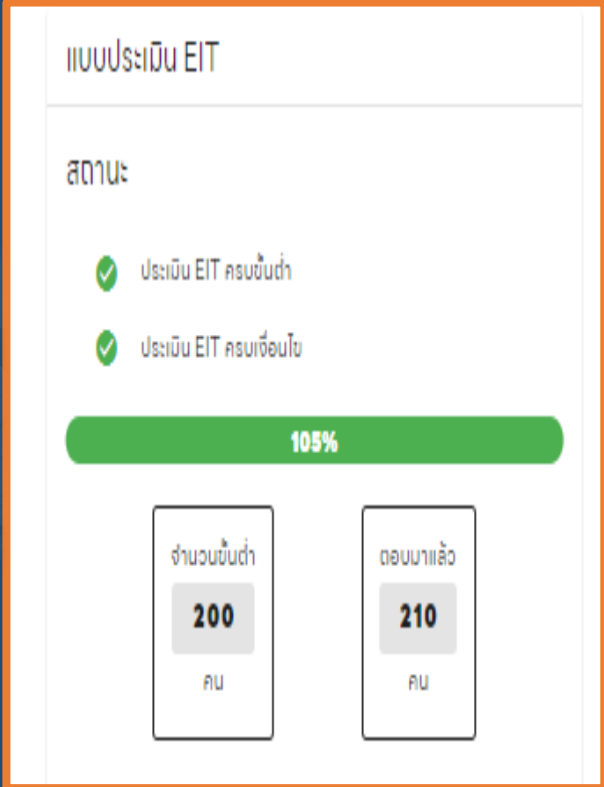 แบบประเมิน EIT
สถานะ
ประเมิน EIT ครบขั้นต่ำ
ประเมิน EIT ครบเงื่อนไข
105%
จำนวนขั้นต่ำ
200
คน
ตอบมาแล้ว
210
คน